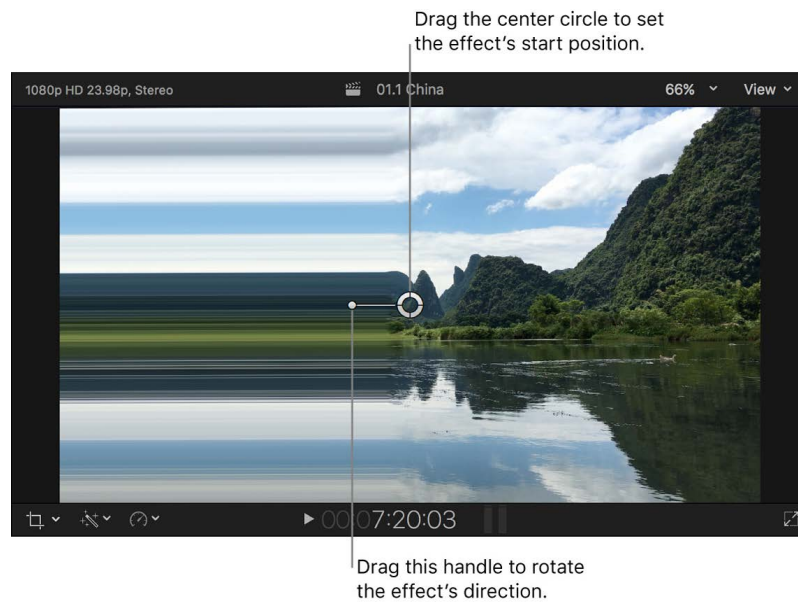 Drag the center circle to set
the effect’s start position.
1080p HD 23.98p, Stereo
01.1 China
66%
View
00:07:20:03
Drag this handle to rotate
the effect’s direction.